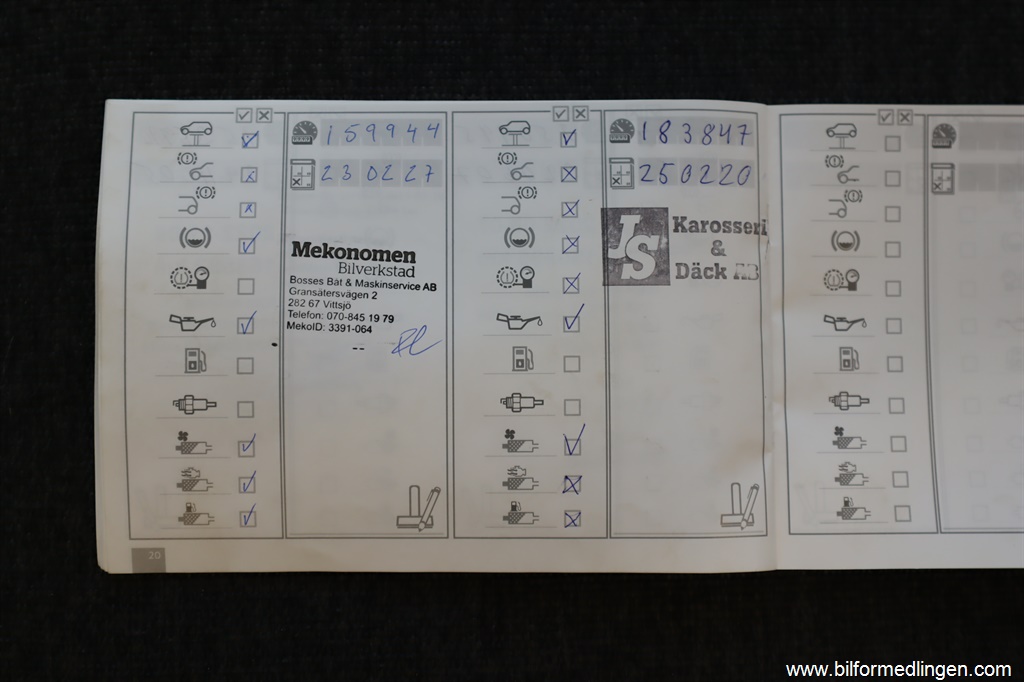 159944
230227
Mekonomen
Bilverkstad
Bosses Båt & Maskinservice AB
Gransätersvägen 2
282 67 Vittsjö
Telefon: 070-845 19 79
MekoID: 3391-064
--
183847
250220
JS
Karosseri
&
Däck AB
20
www.bilformedlingen.com